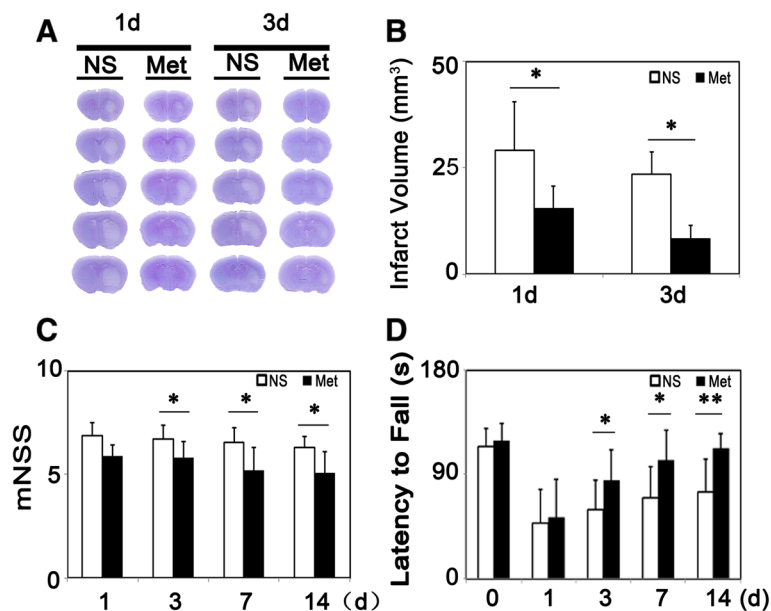 A
1d 3d
NS Met NS Met
B
Infarct Volume (mm³)
50
25
0
NS Met
*
*
1d 3d
C
mNSS
10
5
0
NS Met
* * *
1 3 7 14 (d)
D
Latency to Fall (s)
180
90
0
NS Met
* * **
0 1 3 7 14 (d)